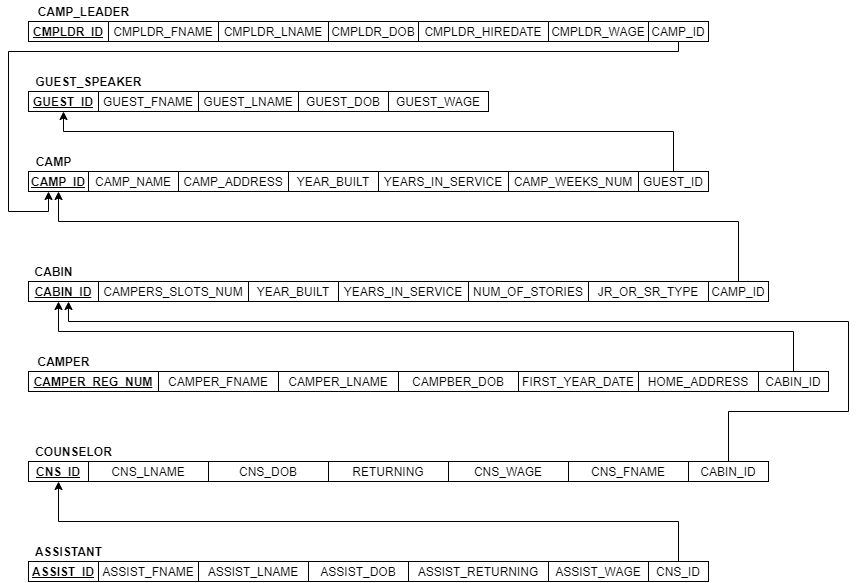 CAMP_LEADER
CMPLDR_ID CMPLDR_FNAME CMPLDR_LNAME CMPLDR_DOB CMPLDR_HIREDATE CMPLDR_WAGE CAMP_ID
GUEST_SPEAKER
GUEST_ID GUEST_FNAME GUEST_LNAME GUEST_DOB GUEST_WAGE
CAMP
CAMP_ID CAMP_NAME CAMP_ADDRESS YEAR_BUILT YEARS_IN_SERVICE CAMP_WEEKS_NUM GUEST_ID
CABIN
CABIN_ID CAMPERS_SLOTS_NUM YEAR_BUILT YEARS_IN_SERVICE NUM_OF_STORIES JR_OR_SR_TYPE CAMP_ID
CAMPER
CAMPER_REG_NUM CAMPER_FNAME CAMPER_LNAME CAMPBER_DOB FIRST_YEAR_DATE HOME_ADDRESS CABIN_ID
COUNSELOR
CNS_ID CNS_LNAME CNS_DOB RETURNING CNS_WAGE CNS_FNAME CABIN_ID
ASSISTANT
ASSIST_ID ASSIST_FNAME ASSIST_LNAME ASSIST_DOB ASSIST_RETURNING ASSIST_WAGE CNS_ID